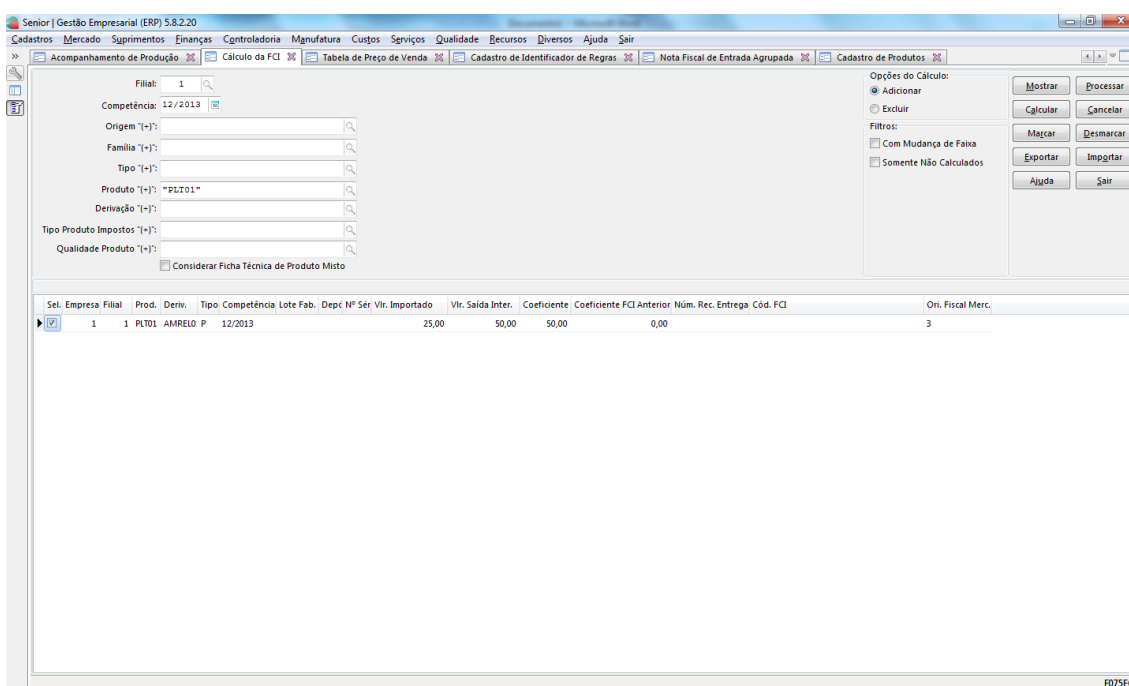 Senior | Gestão Empresarial (ERP) 5.8.2.20
Cadastros Mercado Suprimentos Finanças Controladoria Manufatura Custos Serviços Qualidade Recursos Diversos Ajuda Sair
Acompanhamento de Produção Cálculo da FCI Tabela de Preço de Venda Cadastro de Identificador de Regras Nota Fiscal de Entrada Agrupada Cadastro de Produtos
Filial: 1
Competência: 12/2013
Origem "(+)":
Família "(+)":
Tipo "(+)":
Produto "(+)": "PLT01"
Derivação "(+)":
Tipo Produto Impostos "(+)":
Qualidade Produto "(+)":
Considerar Ficha Técnica de Produto Misto
Opções do Cálculo:
Adicionar
Excluir
Filtros:
Com Mudança de Faixa
Somente Não Calculados
Mostrar Processar
Calcular Cancelar
Marcar Desmarcar
Exportar Importar
Ajuda Sair
Sel. Empresa Filial Prod. Deriv. Tipo Competência Lote Fab. Depó Nº Sér Vlr. Importado Vlr. Saída Inter. Coeficiente Coeficiente FCI Anterior Núm. Rec. Entrega Cód. FCI Ori. Fiscal Merc.
1 1 PLT01 AMRELO P 12/2013 25,00 50,00 50,00 0,00 3